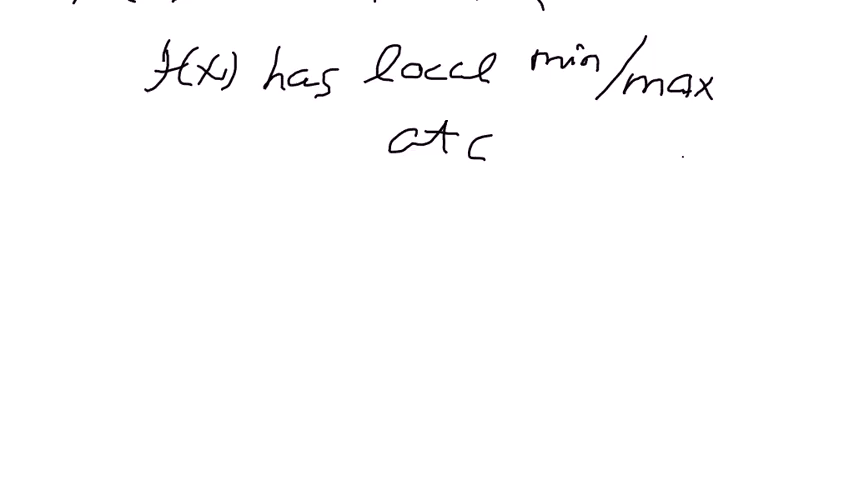 f(x) has local min/max
at c